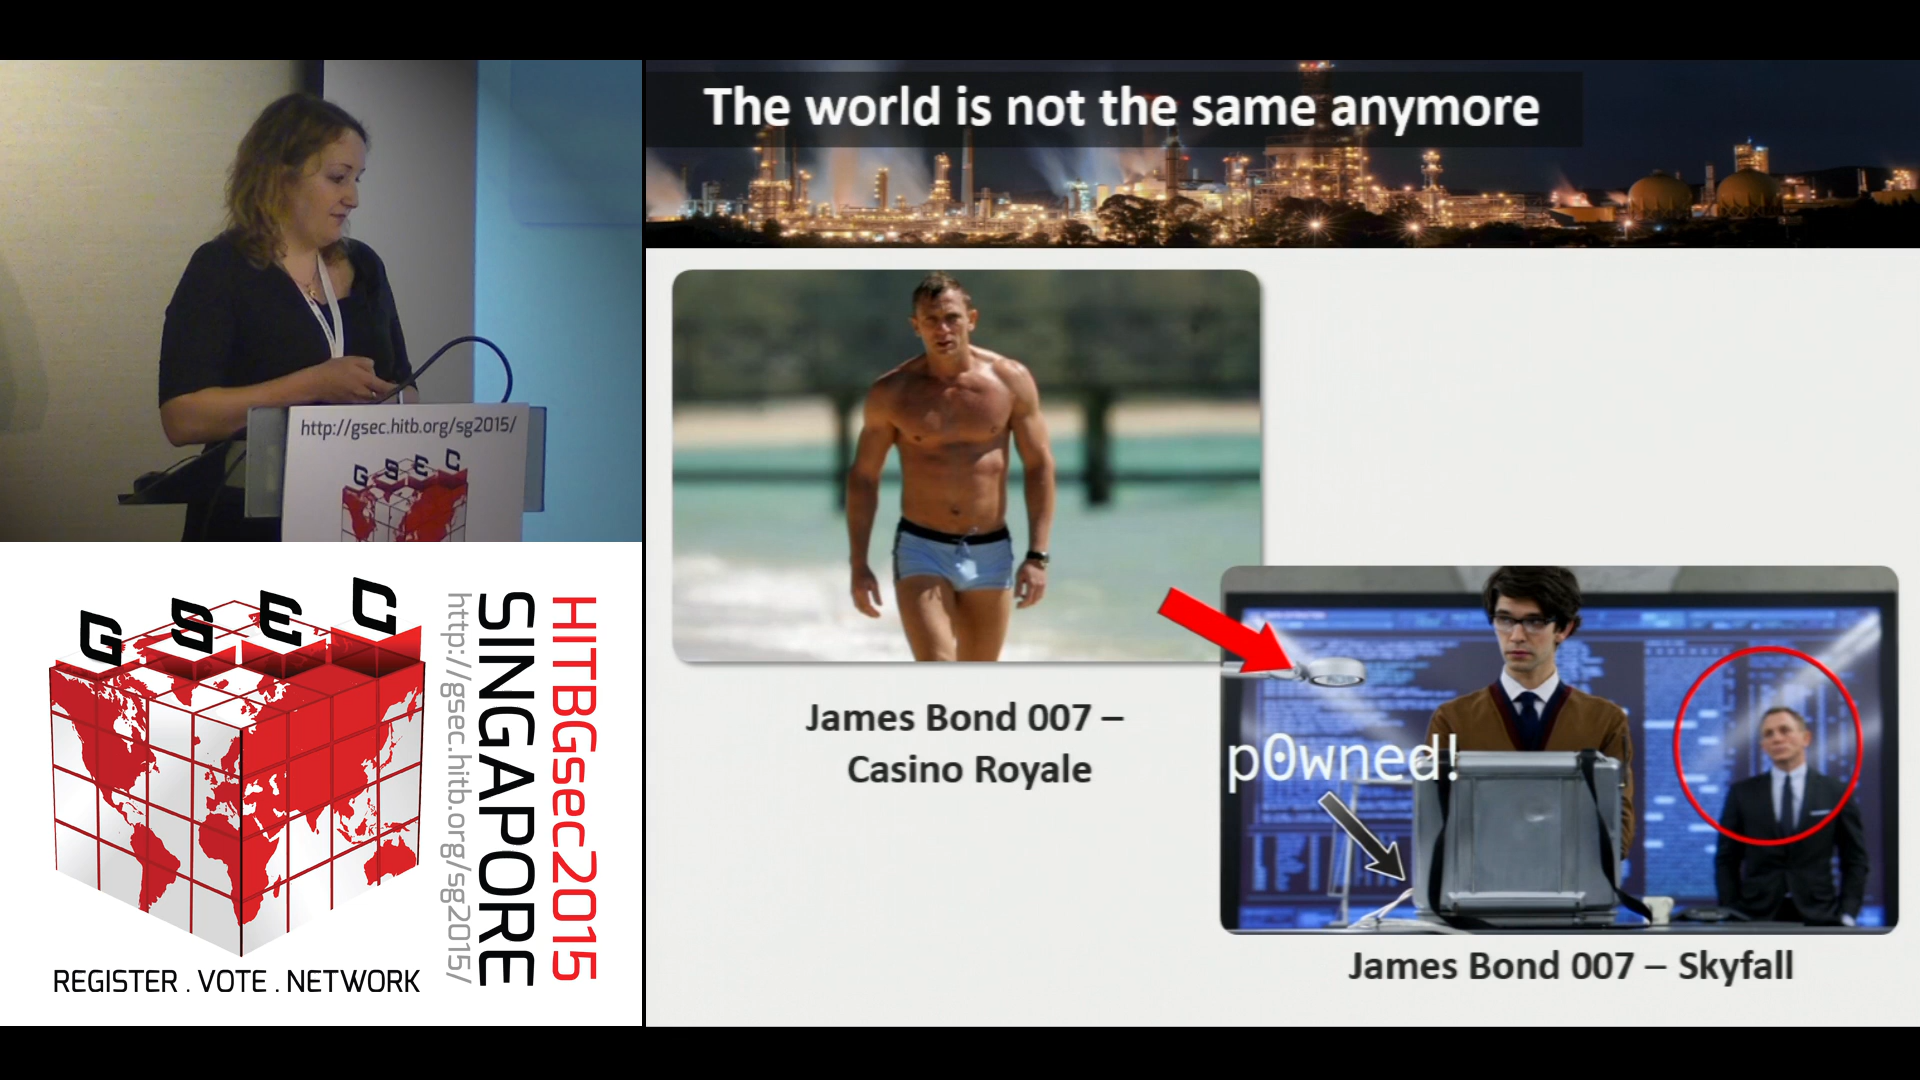 The world is not the same anymore
http://gsec.hitb.org/sg2015/
G S E C
G S E C
http://gsec.hitb.org/sg2015/
SINGAPORE
HITBGsec2015
REGISTER . VOTE . NETWORK
James Bond 007 –
Casino Royale
p0wned!
James Bond 007 – Skyfall